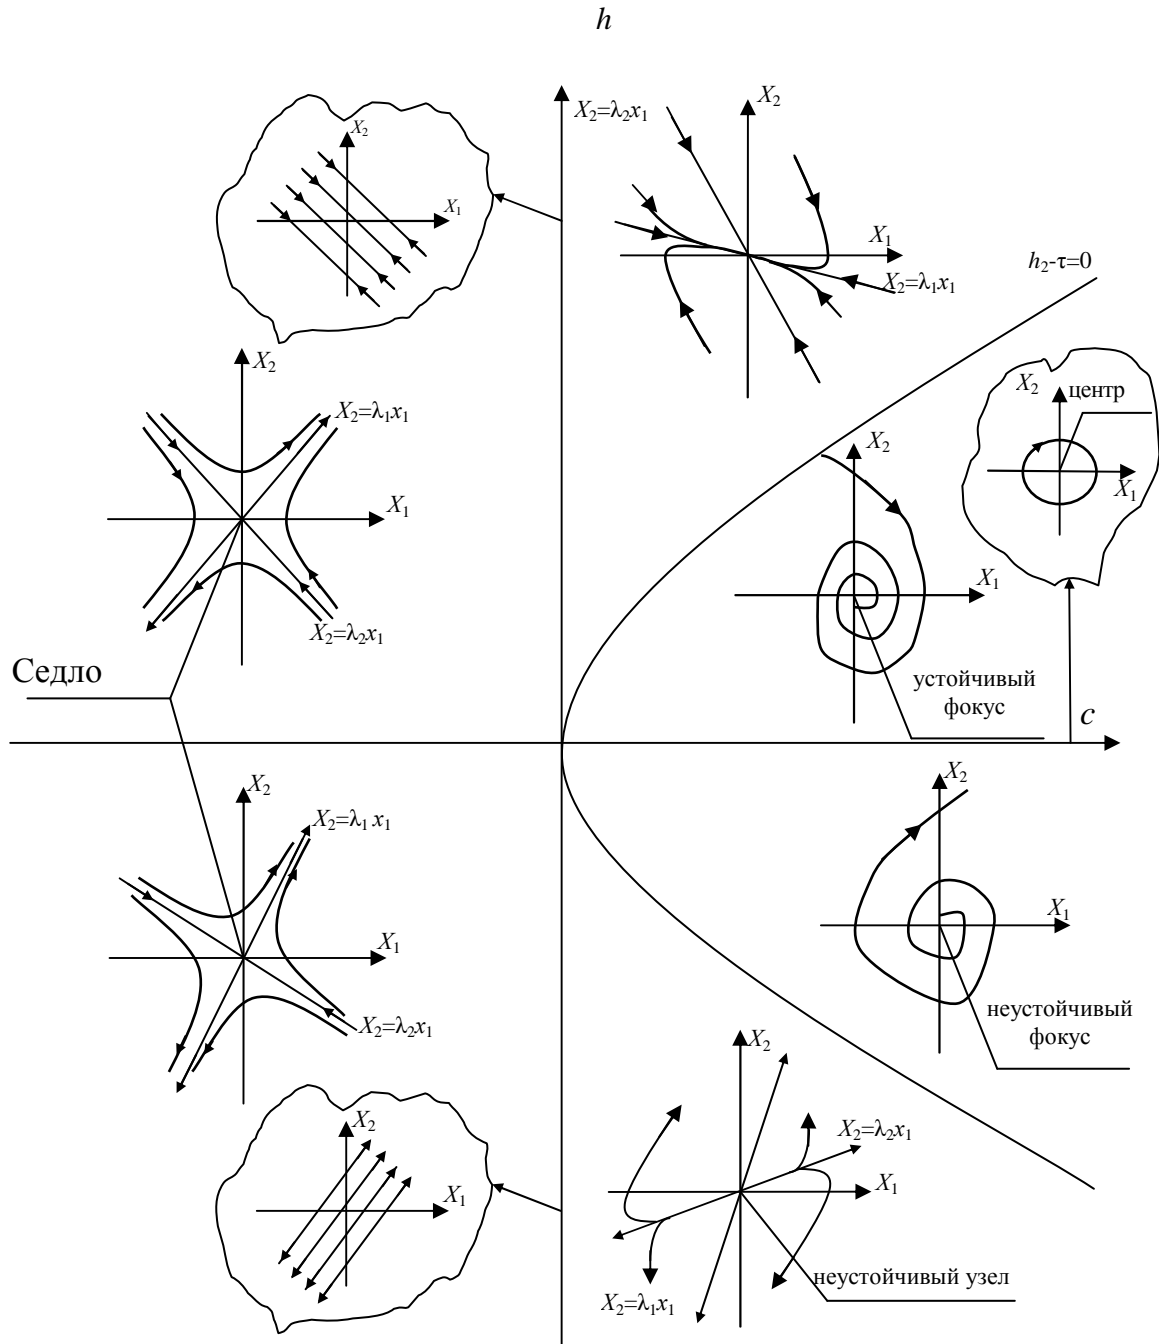 h
X₂=λ₂x₁
X₂
X₁
X₂=λ₁x₁
h₂-τ=0
X₂
X₁
X₂
X₁
X₂=λ₁x₁
X₂=λ₂x₁
X₂
центр
X₁
X₂
X₁
устойчивый
фокус
Седло
c
X₂
X₂=λ₁ x₁
X₁
X₂=λ₂x₁
X₂
X₁
неустойчивый
фокус
X₂
X₁
X₂
X₂=λ₂x₁
X₁
X₂=λ₁x₁
неустойчивый узел